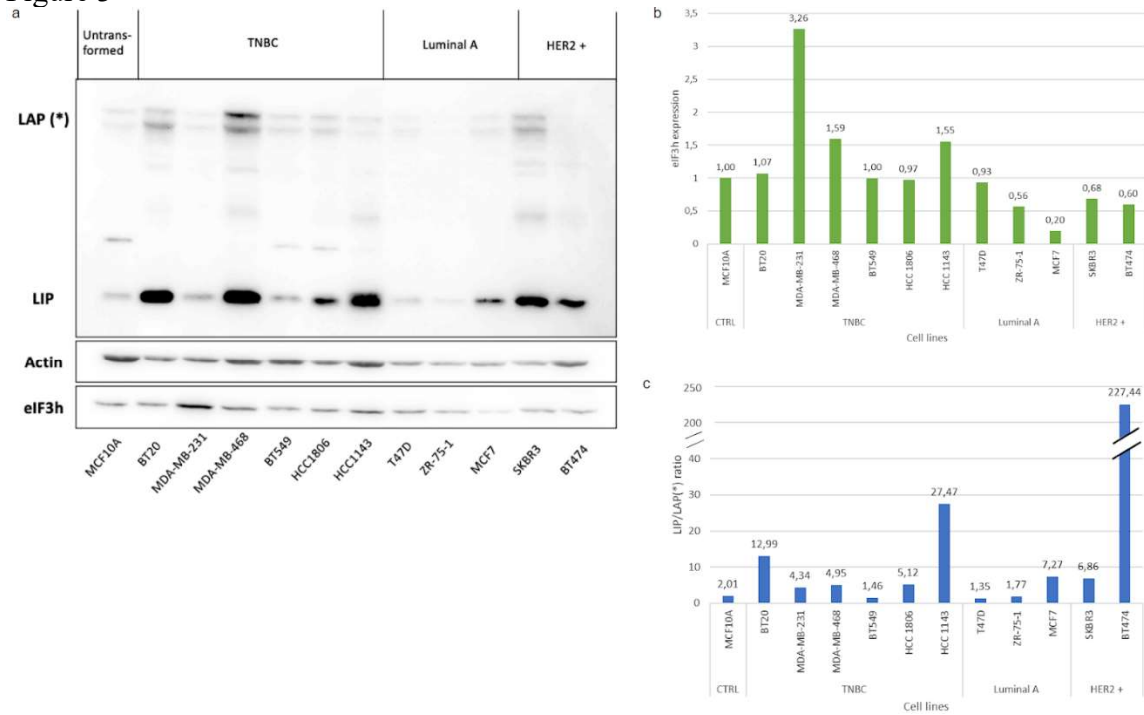 a
Untrans-
formed
TNBC
Luminal A
HER2 +
LAP (*)
LIP
Actin
eIF3h
MCF10A
BT20
MDA-MB-231
MDA-MB-468
BT549
HCC1806
HCC1143
T47D
ZR-75-1
MCF7
SKBR3
BT474
b
eIF3h expression
3,5
3
2,5
2
1,5
1
0,5
0
1,00
1,07
3,26
1,59
1,00
0,97
1,55
0,93
0,56
0,20
0,68
0,60
MCF10A
BT20
MDA-MB-231
MDA-MB-468
BT549
HCC 1806
HCC 1143
T47D
ZR-75-1
MCF7
SKBR3
BT474
CTRL
TNBC
Luminal A
HER2 +
Cell lines
c
LIP/LAP(*) ratio
250
200
40
30
20
10
0
2,01
12,99
4,34
4,95
1,46
5,12
27,47
1,35
1,77
7,27
6,86
227,44
MCF10A
BT20
MDA-MB-231
MDA-MB-468
BT549
HCC 1806
HCC 1143
T47D
ZR-75-1
MCF7
SKBR3
BT474
CTRL
TNBC
Luminal A
HER2 +
Cell lines